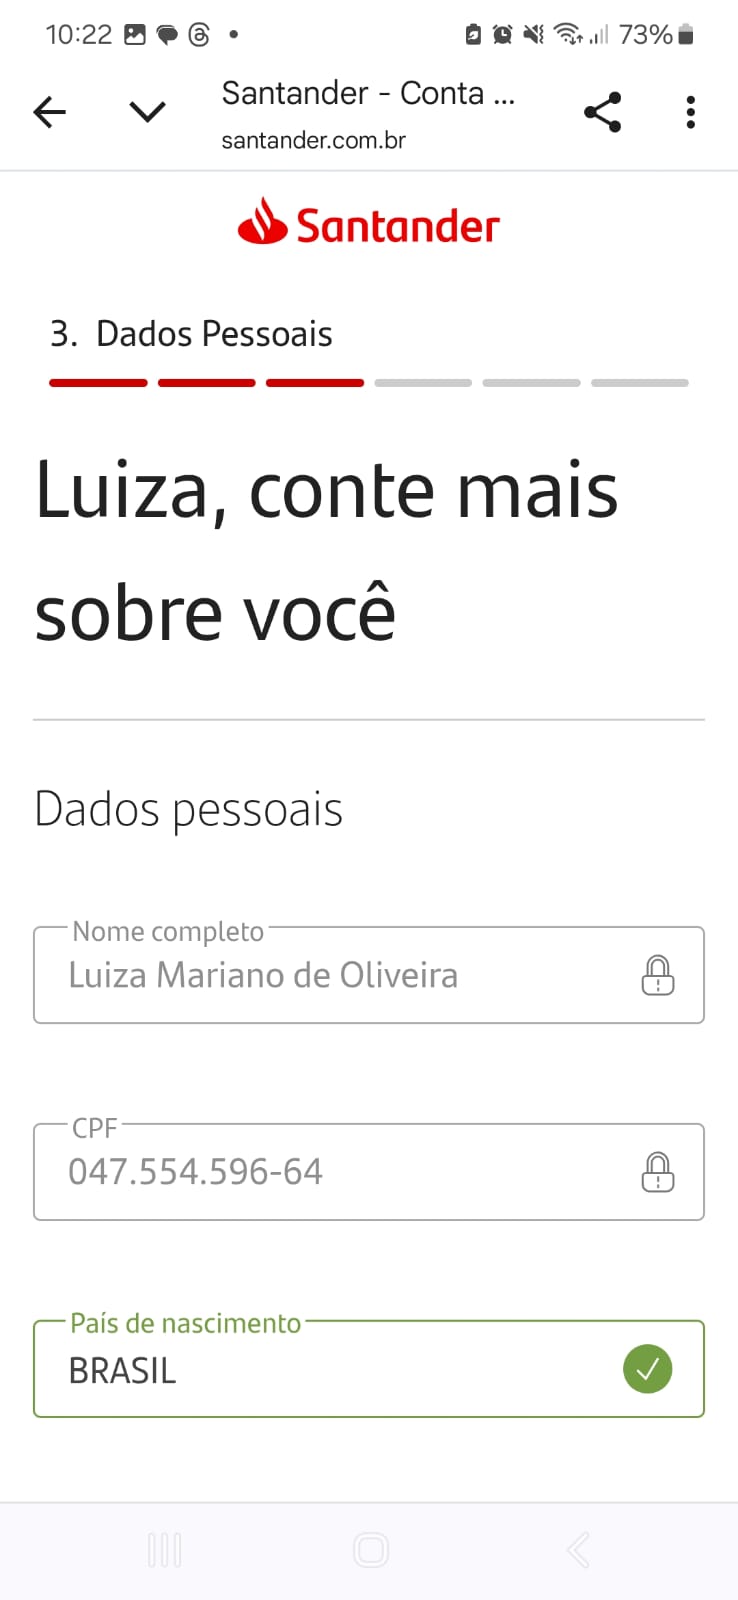 10:22 73%
Santander - Conta ...
santander.com.br
Santander
3. Dados Pessoais
Luiza, conte mais
sobre você
Dados pessoais
Nome completo
Luiza Mariano de Oliveira
CPF
047.554.596-64
País de nascimento
BRASIL